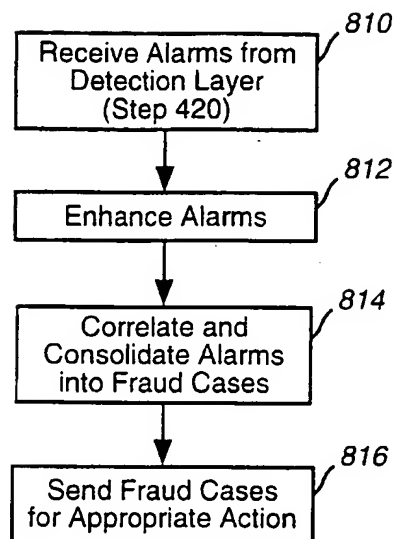 810
Receive Alarms from
Detection Layer
(Step 420)
812
Enhance Alarms
814
Correlate and
Consolidate Alarms
into Fraud Cases
816
Send Fraud Cases
for Appropriate Action